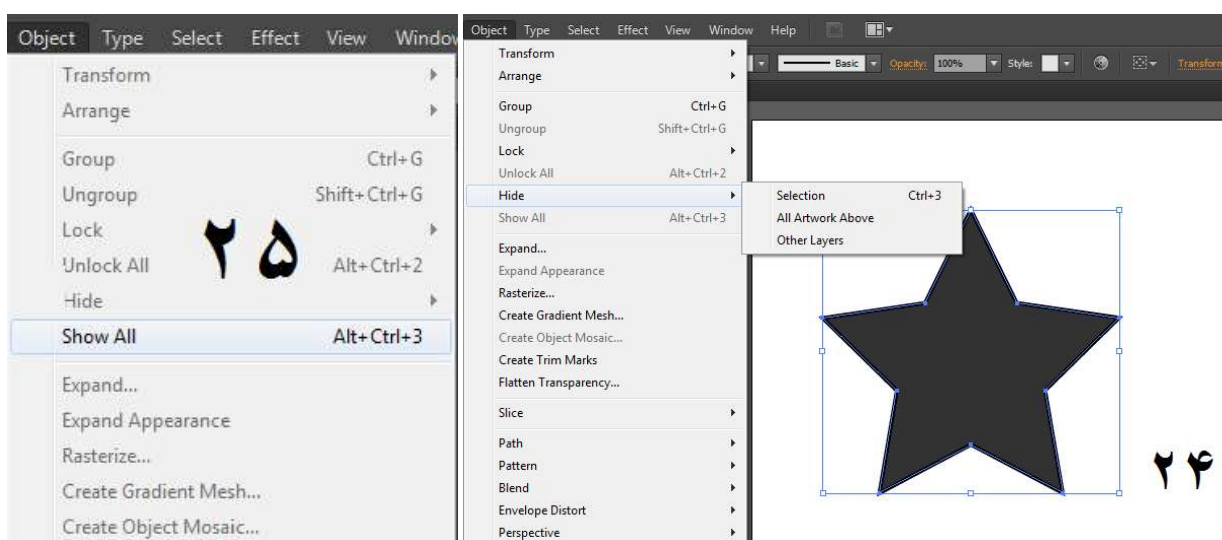 Object Type Select Effect View Window
Transform
Arrange
Group Ctrl+G
Ungroup Shift+Ctrl+G
Lock
Unlock All Alt+Ctrl+2
Hide
Show All Alt+Ctrl+3
Expand...
Expand Appearance
Rasterize...
Create Gradient Mesh...
Create Object Mosaic...
۲۵
Object Type Select Effect View Window Help
Basic Opacity: 100% Style: Transform
Transform
Arrange
Group Ctrl+G
Ungroup Shift+Ctrl+G
Lock
Unlock All Alt+Ctrl+2
Hide
Show All Alt+Ctrl+3
Expand...
Expand Appearance
Rasterize...
Create Gradient Mesh...
Create Object Mosaic...
Create Trim Marks
Flatten Transparency...
Slice
Path
Pattern
Blend
Envelope Distort
Perspective
Selection Ctrl+3
All Artwork Above
Other Layers
۲۴